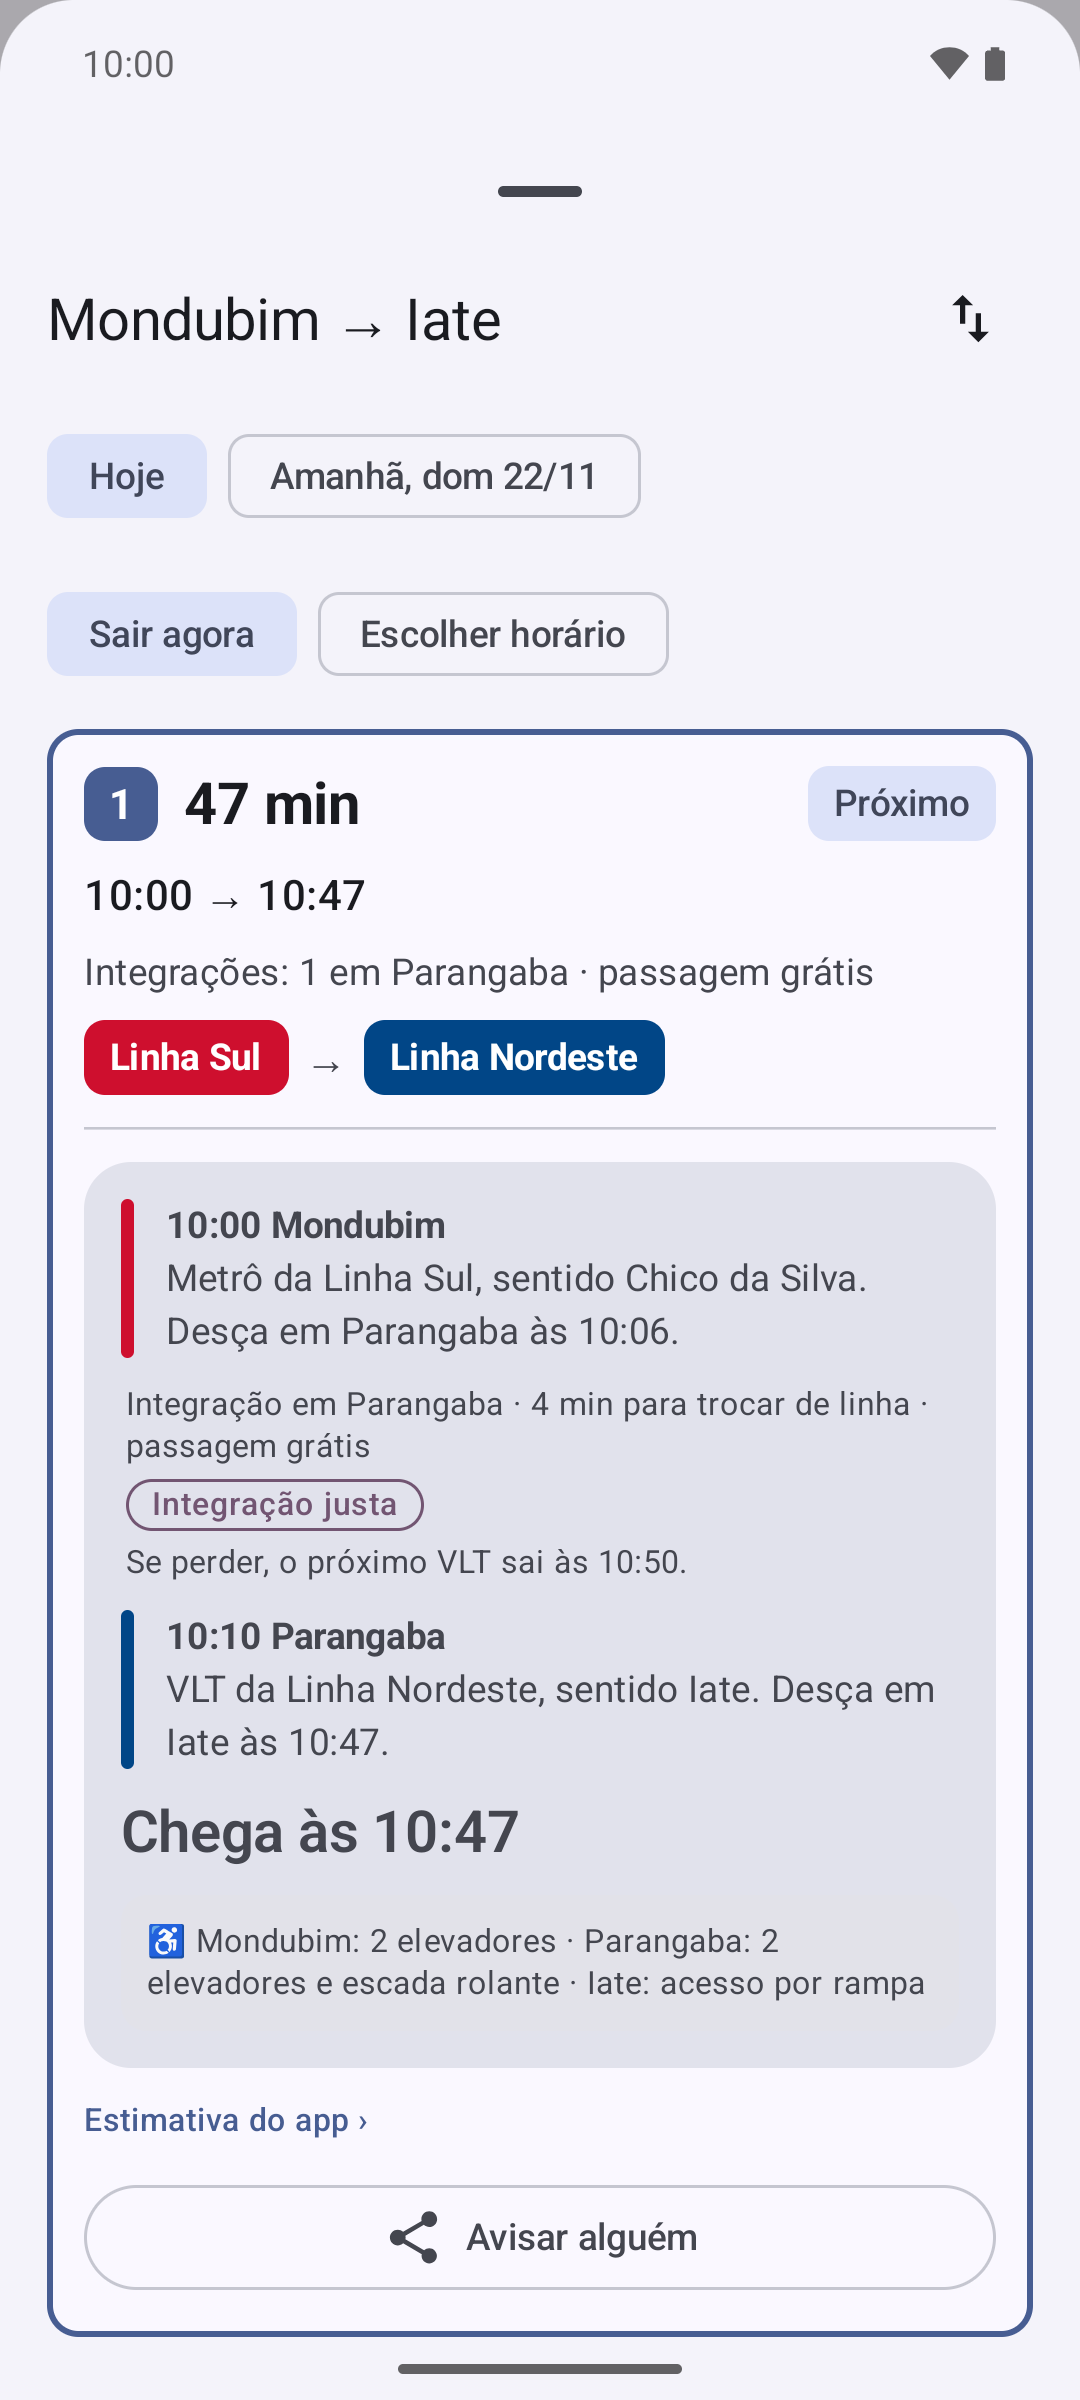 10:00
Mondubim → Iate
Hoje
Amanhã, dom 22/11
Sair agora
Escolher horário
1
47 min
Próximo
10:00 → 10:47
Integrações: 1 em Parangaba · passagem grátis
Linha Sul → Linha Nordeste
10:00 Mondubim
Metrô da Linha Sul, sentido Chico da Silva.
Desça em Parangaba às 10:06.
Integração em Parangaba · 4 min para trocar de linha ·
passagem grátis
Integração justa
Se perder, o próximo VLT sai às 10:50.
10:10 Parangaba
VLT da Linha Nordeste, sentido Iate. Desça em
Iate às 10:47.
Chega às 10:47
♿ Mondubim: 2 elevadores · Parangaba: 2
elevadores e escada rolante · Iate: acesso por rampa
Estimativa do app ›
Avisar alguém